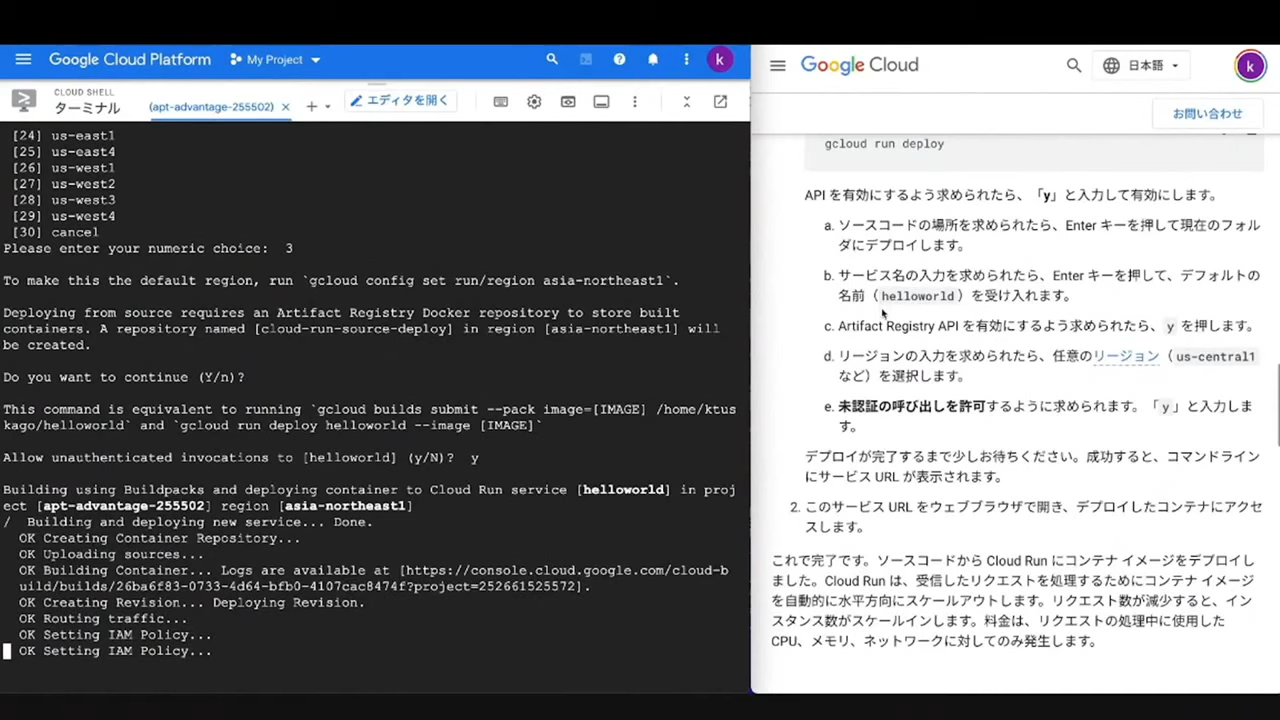 Google Cloud Platform
My Project
k
CLOUD SHELL
ターミナル
(apt-advantage-255502)
エディタを開く
[24] us-east1
[25] us-east4
[26] us-west1
[27] us-west2
[28] us-west3
[29] us-west4
[30] cancel
Please enter your numeric choice:  3
To make this the default region, run `gcloud config set run/region asia-northeast1`.
Deploying from source requires an Artifact Registry Docker repository to store built
containers. A repository named [cloud-run-source-deploy] in region [asia-northeast1] will
be created.
Do you want to continue (Y/n)?
This command is equivalent to running `gcloud builds submit --pack image=[IMAGE] /home/ktus
kago/helloworld` and `gcloud run deploy helloworld --image [IMAGE]`
Allow unauthenticated invocations to [helloworld] (y/N)?  y
Building using Buildpacks and deploying container to Cloud Run service [helloworld] in proj
ect [apt-advantage-255502] region [asia-northeast1]
/  Building and deploying new service... Done.
OK Creating Container Repository...
OK Uploading sources...
OK Building Container... Logs are available at [https://console.cloud.google.com/cloud-b
uild/builds/26ba6f83-0733-4d64-bfb0-4107cac8474f?project=252661525572].
OK Creating Revision... Deploying Revision.
OK Routing traffic...
OK Setting IAM Policy...
OK Setting IAM Policy...
Google Cloud
日本語
k
お問い合わせ
gcloud run deploy
API を有効にするよう求められたら、「y」と入力して有効にします。
a. ソースコードの場所を求められたら、Enter キーを押して現在のフォル
ダにデプロイします。
b. サービス名の入力を求められたら、Enter キーを押して、デフォルトの
名前（helloworld）を受け入れます。
c. Artifact Registry API を有効にするよう求められたら、y を押します。
d. リージョンの入力を求められたら、任意のリージョン（us-central1
など）を選択します。
e. 未認証の呼び出しを許可するように求められます。「y」と入力しま
す。
デプロイが完了するまで少しお待ちください。成功すると、コマンドライン
にサービス URL が表示されます。
2. このサービス URL をウェブブラウザで開き、デプロイしたコンテナにアクセ
スします。
これで完了です。ソースコードから Cloud Run にコンテナ イメージをデプロイし
ました。Cloud Run は、受信したリクエストを処理するためにコンテナ イメージ
を自動的に水平方向にスケールアウトします。リクエスト数が減少すると、イン
スタンス数がスケールインします。料金は、リクエストの処理中に使用した
CPU、メモリ、ネットワークに対してのみ発生します。